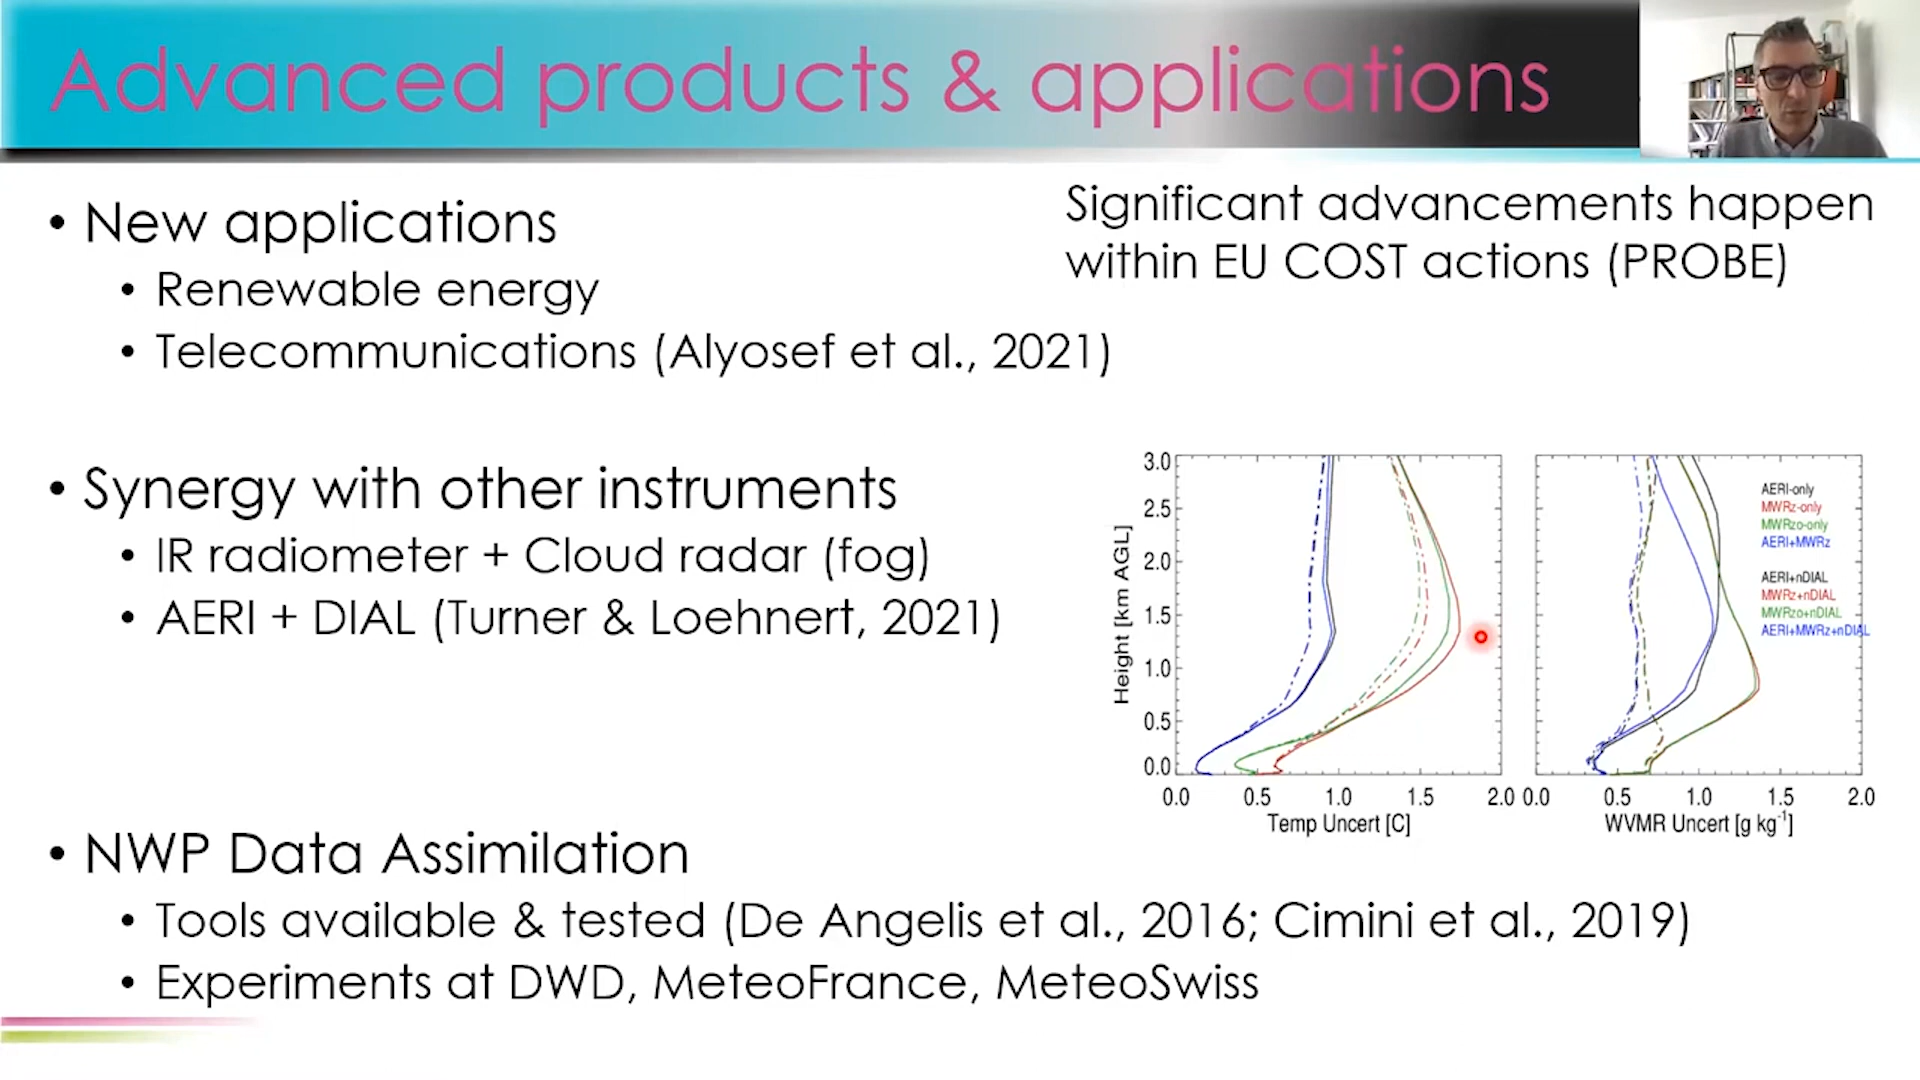 Advanced products & applications
Significant advancements happen
within EU COST actions (PROBE)
• New applications
• Renewable energy
• Telecommunications (Alyosef et al., 2021)
• Synergy with other instruments
• IR radiometer + Cloud radar (fog)
• AERI + DIAL (Turner & Loehnert, 2021)
Height [km AGL]
3.0
2.5
2.0
1.5
1.0
0.5
0.0
0.0 0.5 1.0 1.5 2.0
Temp Uncert [C]
AERI-only
MWRz-only
MWRzo-only
AERI+MWRz
AERI+nDIAL
MWRz+nDIAL
MWRzo+nDIAL
AERI+MWRz+nDIAL
0.0 0.5 1.0 1.5 2.0
WVMR Uncert [g kg⁻¹]
• NWP Data Assimilation
• Tools available & tested (De Angelis et al., 2016; Cimini et al., 2019)
• Experiments at DWD, MeteoFrance, MeteoSwiss